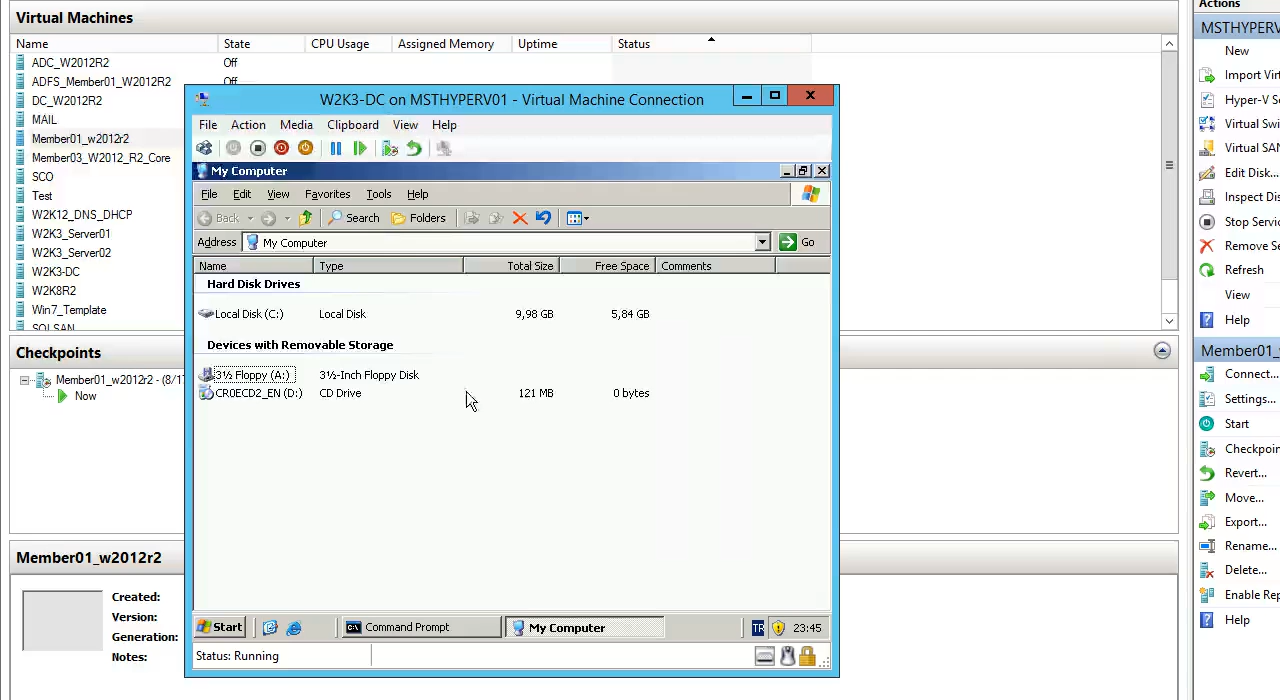 Virtual Machines
Name State CPU Usage Assigned Memory Uptime Status
ADC_W2012R2 Off
ADFS_Member01_W2012R2 Off
DC_W2012R2
MAIL
Member01_w2012r2
Member03_W2012_R2_Core
SCO
Test
W2K12_DNS_DHCP
W2K3_Server01
W2K3_Server02
W2K3-DC
W2K8R2
Win7_Template
SOLSAN
Checkpoints
Member01_w2012r2 - (8/1
Now
Member01_w2012r2
Created:
Version:
Generation:
Notes:
W2K3-DC on MSTHYPERV01 - Virtual Machine Connection
File Action Media Clipboard View Help
My Computer
File Edit View Favorites Tools Help
Back Search Folders
Address My Computer Go
Name Type Total Size Free Space Comments
Hard Disk Drives
Local Disk (C:) Local Disk 9,98 GB 5,84 GB
Devices with Removable Storage
3½ Floppy (A:) 3½-Inch Floppy Disk
CR0ECD2_EN (D:) CD Drive 121 MB 0 bytes
Start Command Prompt My Computer TR 23:45
Status: Running
Actions
MSTHYPERV
New
Import Virt
Hyper-V Se
Virtual Swi
Virtual SAN
Edit Disk...
Inspect Dis
Stop Servic
Remove Se
Refresh
View
Help
Member01_
Connect...
Settings...
Start
Checkpoin
Revert...
Move...
Export...
Rename...
Delete...
Enable Rep
Help